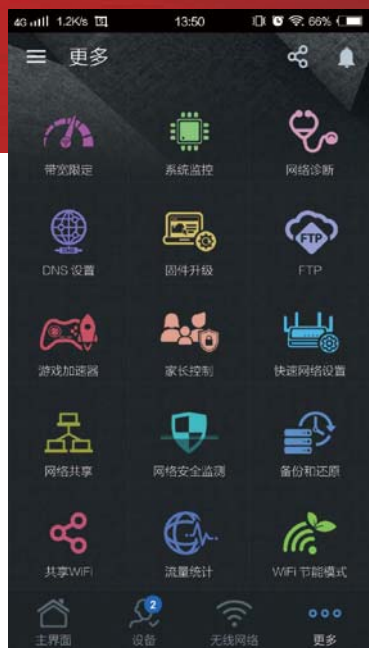 4G 1.2K/s 13:50 66%
更多
带宽限定 系统监控 网络诊断
DNS
DNS 设置 固件升级 FTP
FTP
游戏加速器 家长控制 快速网络设置
网络共享 网络安全监测 备份和还原
共享WiFi 流量统计 WiFi 节能模式
2
主界面 设备 无线网络 更多